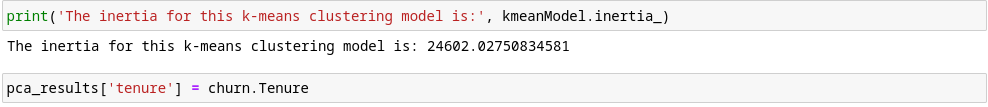 print('The inertia for this k-means clustering model is:', kmeanModel.inertia_)
The inertia for this k-means clustering model is: 24602.02750834581
pca_results['tenure'] = churn.Tenure